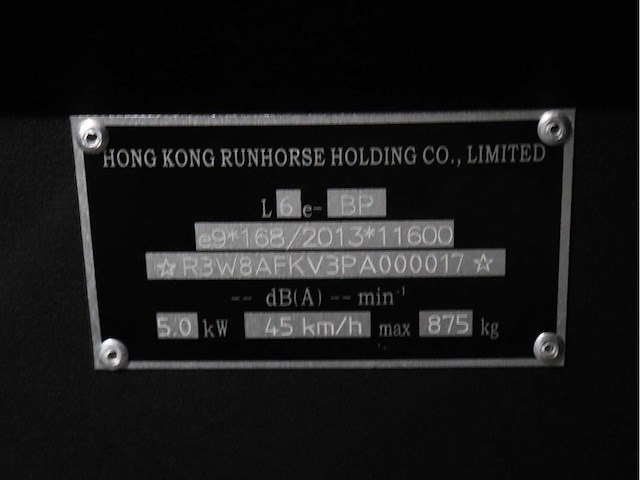 HONG KONG RUNHORSE HOLDING CO., LIMITED
L 6 e- BP
e9*168/2013*11600
☆R3W8AFKV3PA000017☆
-- dB(A) -- min⁻¹
5.0 kW 45 km/h max 875 kg